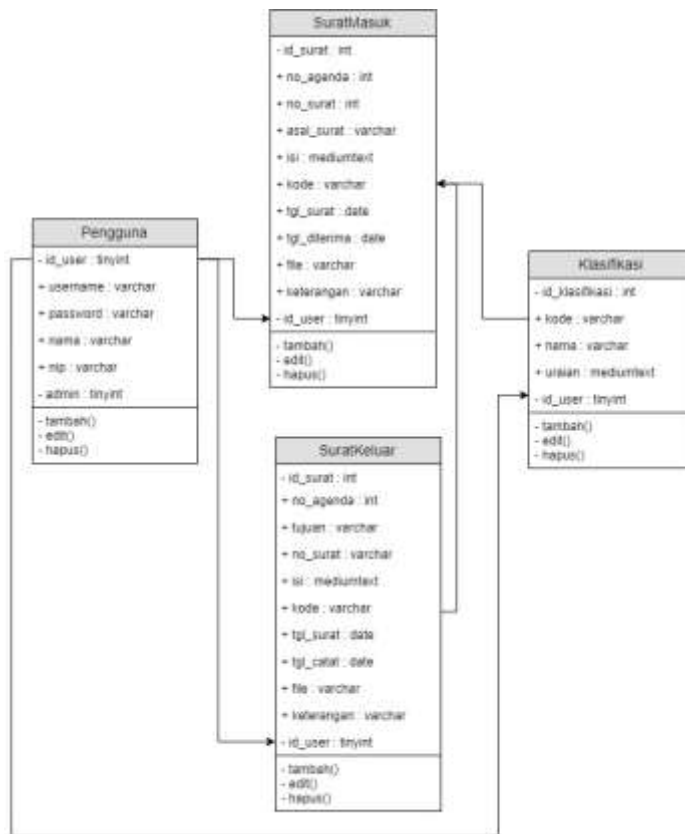 SuratMasuk
- id_surat : int
+ no_agenda : int
+ no_surat : int
+ asal_surat : varchar
+ isi : mediumtext
+ kode : varchar
+ tgl_surat : date
+ tgl_diterima : date
+ file : varchar
+ keterangan : varchar
- id_user : tinyint
- tambah()
- edit()
- hapus()
Pengguna
- id_user : tinyint
+ username : varchar
+ password : varchar
+ nama : varchar
+ nip : varchar
- admin : tinyint
- tambah()
- edit()
- hapus()
Klasifikasi
- id_klasifikasi : int
+ kode : varchar
+ nama : varchar
+ uraian : mediumtext
- id_user : tinyint
- tambah()
- edit()
- hapus()
SuratKeluar
- id_surat : int
+ no_agenda : int
+ tujuan : varchar
+ no_surat : varchar
+ isi : mediumtext
+ kode : varchar
+ tgl_surat : date
+ tgl_catat : date
+ file : varchar
+ keterangan : varchar
- id_user : tinyint
- tambah()
- edit()
- hapus()